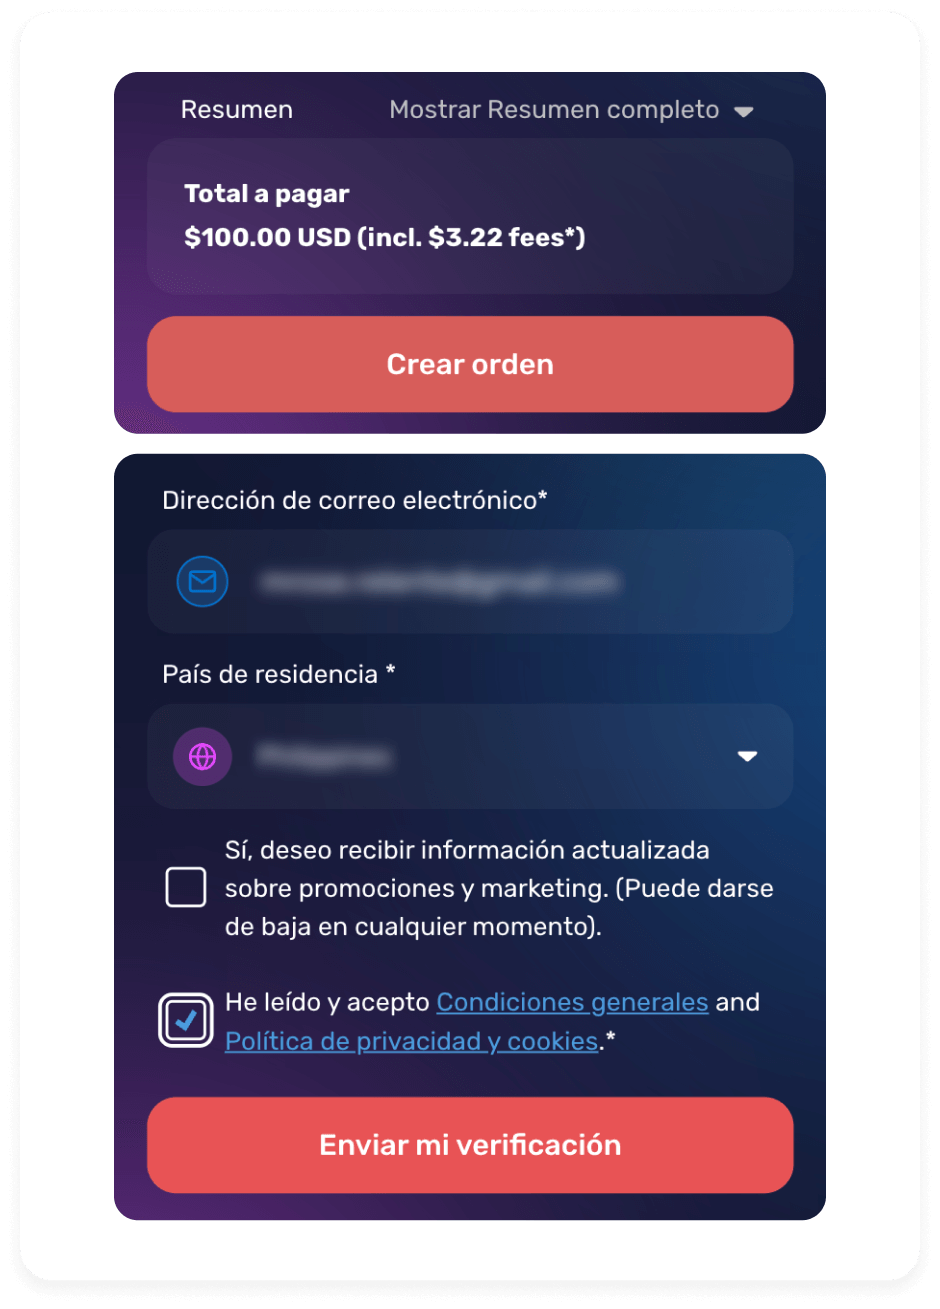 Resumen
Mostrar Resumen completo
Total a pagar
$100.00 USD (incl. $3.22 fees*)
Crear orden
Dirección de correo electrónico*
País de residencia *
Sí, deseo recibir información actualizada
sobre promociones y marketing. (Puede darse
de baja en cualquier momento).
He leído y acepto Condiciones generales and
Política de privacidad y cookies.*
Enviar mi verificación